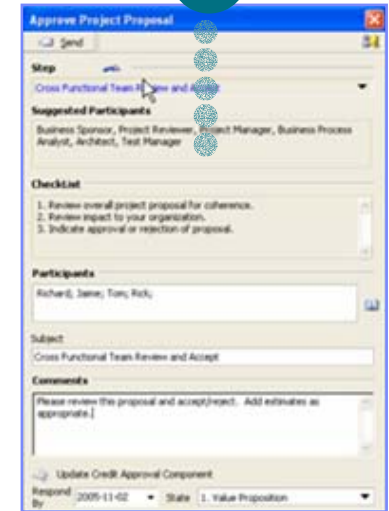 Approve Project Proposal
Send
Step
Cross Functional Team Review and Accept
Suggested Participants
Business Sponsor, Project Reviewer, Project Manager, Business Process
Analyst, Architect, Test Manager
CheckList
1. Review overall project proposal for coherence.
2. Review impact to your organization.
3. Indicate approval or rejection of proposal.
Participants
Richard; Jaime; Tom; Rick;
Subject
Cross Functional Team Review and Accept
Comments
Please review this proposal and accept/reject. Add estimates as
appropriate.
Update Credit Approval Component
Respond By 2005-11-02 State 1. Value Proposition